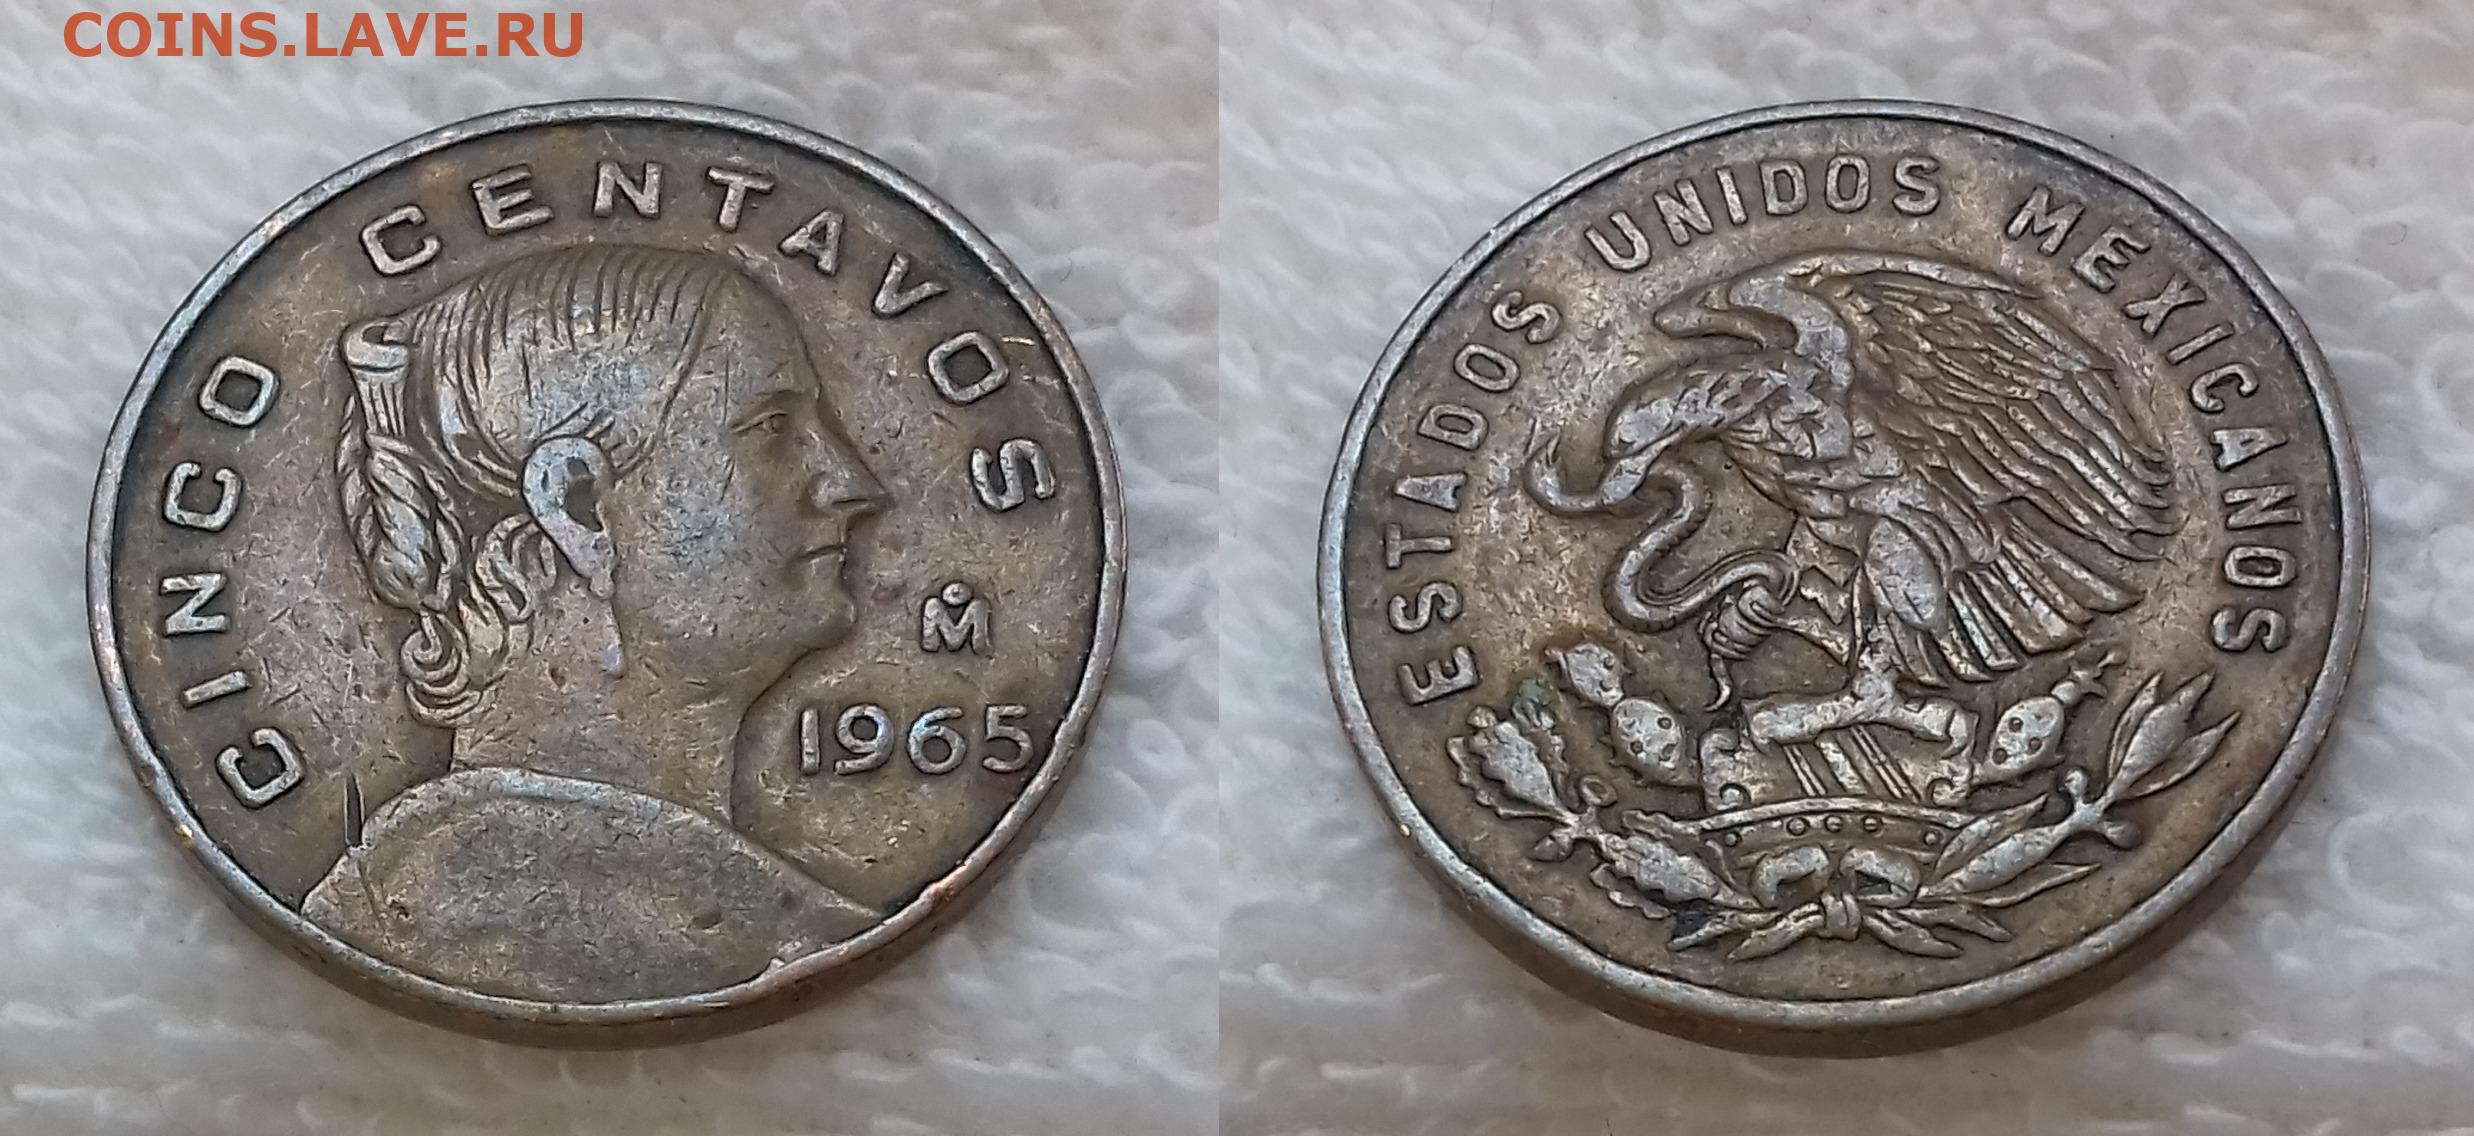 COINS.LAVE.RU
CINCO CENTAVOS
M
1965
ESTADOS UNIDOS MEXICANOS